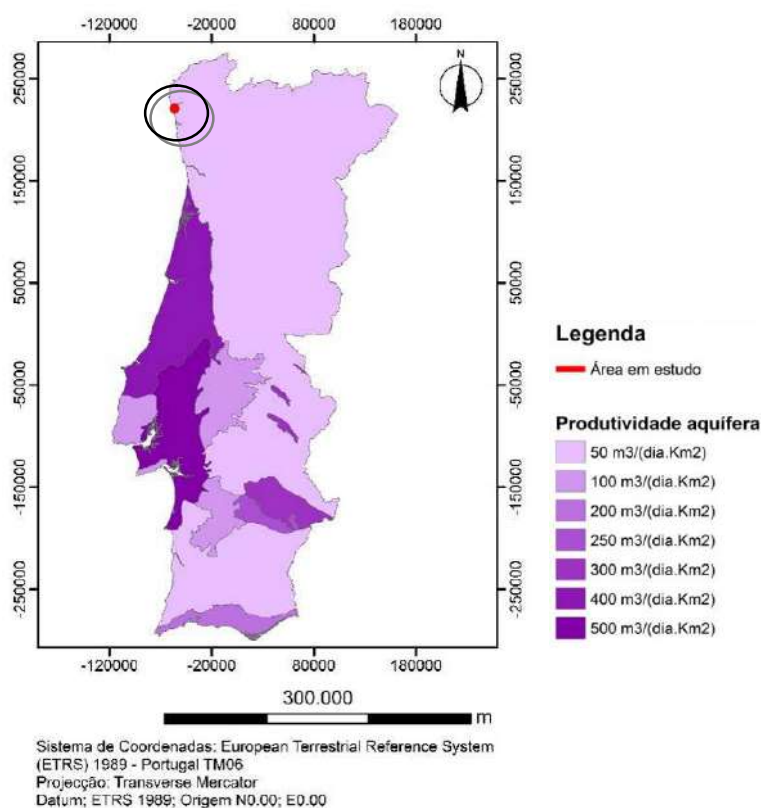 -120000 -20000 80000 180000
N
250000 250000
150000 150000
50000 50000
-50000 -50000
-150000 -150000
-250000 -250000
-120000 -20000 80000 180000
300.000
m
Sistema de Coordenadas: European Terrestrial Reference System
(ETRS) 1989 - Portugal TM06
Projecção: Transverse Mercator
Datum: ETRS 1989; Origem N0.00; E0.00
Legenda
Área em estudo
Produtividade aquífera
50 m3/(dia.Km2)
100 m3/(dia.Km2)
200 m3/(dia.Km2)
250 m3/(dia.Km2)
300 m3/(dia.Km2)
400 m3/(dia.Km2)
500 m3/(dia.Km2)